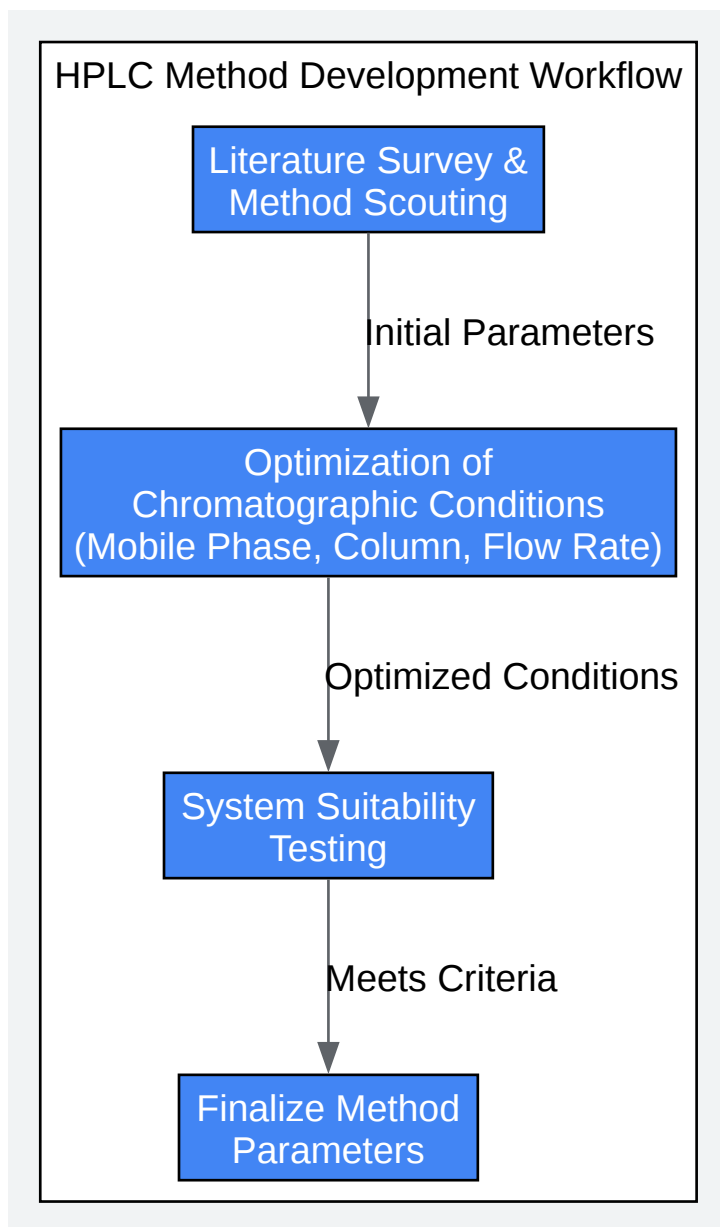 HPLC Method Development Workflow
Literature Survey &
Method Scouting
Initial Parameters
Optimization of
Chromatographic Conditions
(Mobile Phase, Column, Flow Rate)
Optimized Conditions
System Suitability
Testing
Meets Criteria
Finalize Method
Parameters